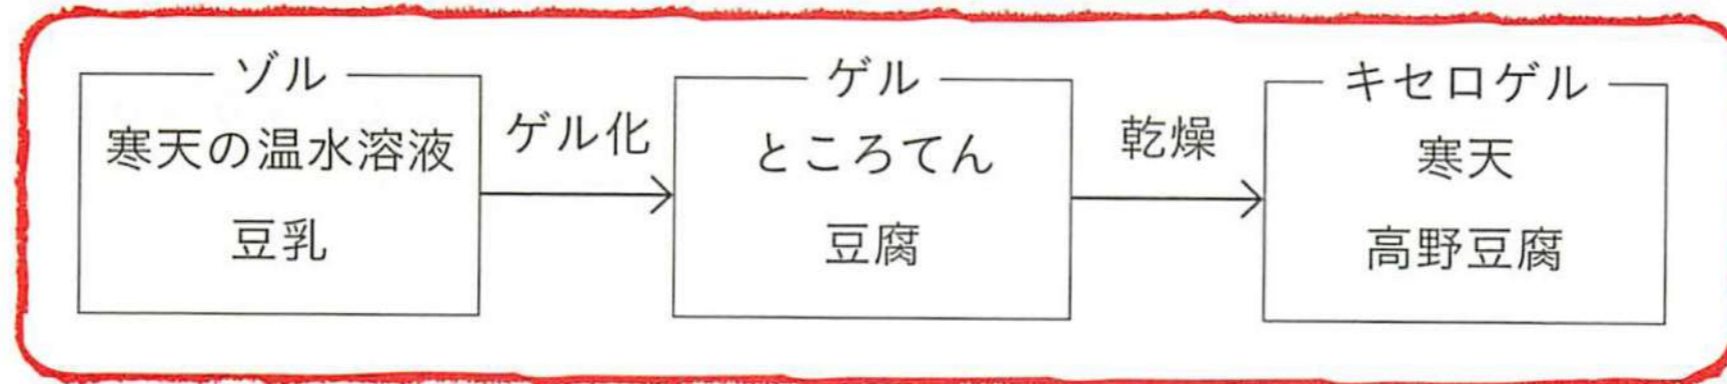 ゾル
寒天の温水溶液
豆乳
ゲル化
ゲル
ところてん
豆腐
乾燥
キセロゲル
寒天
高野豆腐